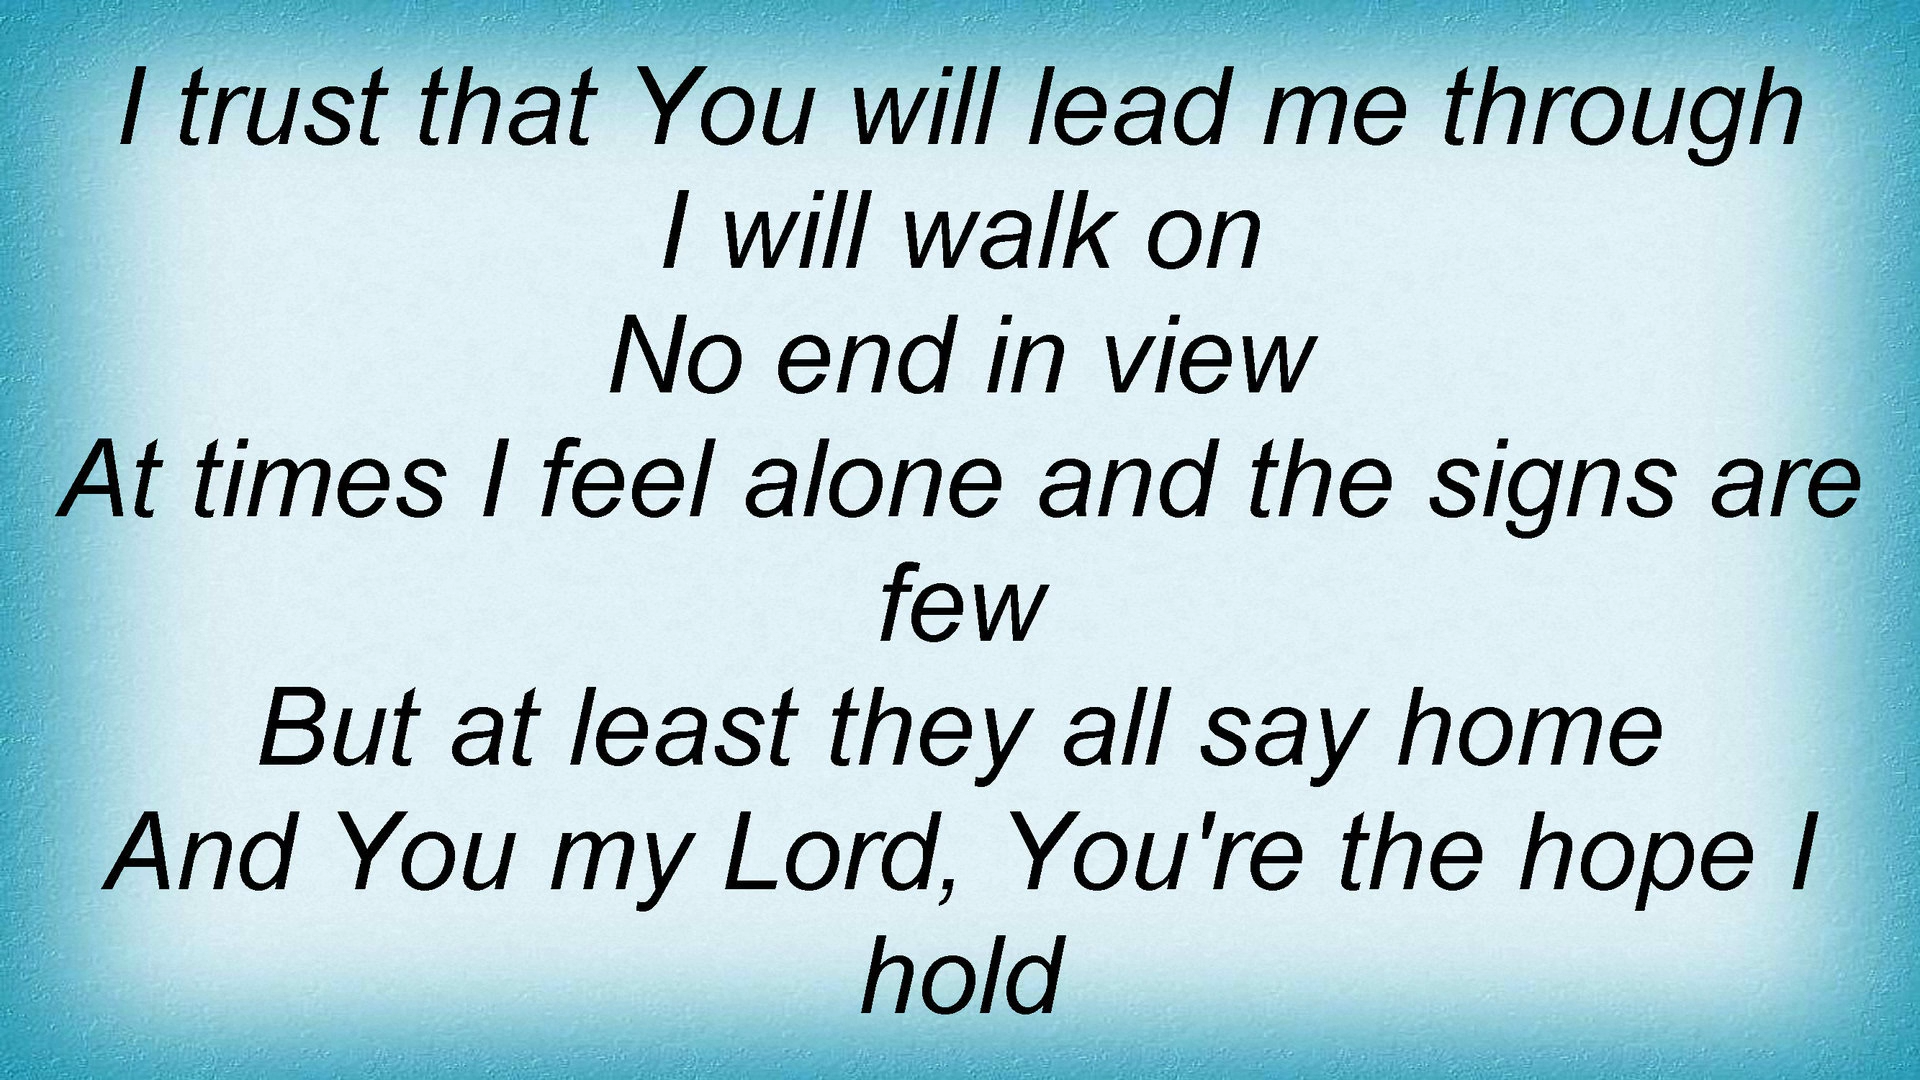 I trust that You will lead me through
I will walk on
No end in view
At times I feel alone and the signs are
few
But at least they all say home
And You my Lord, You're the hope I
hold